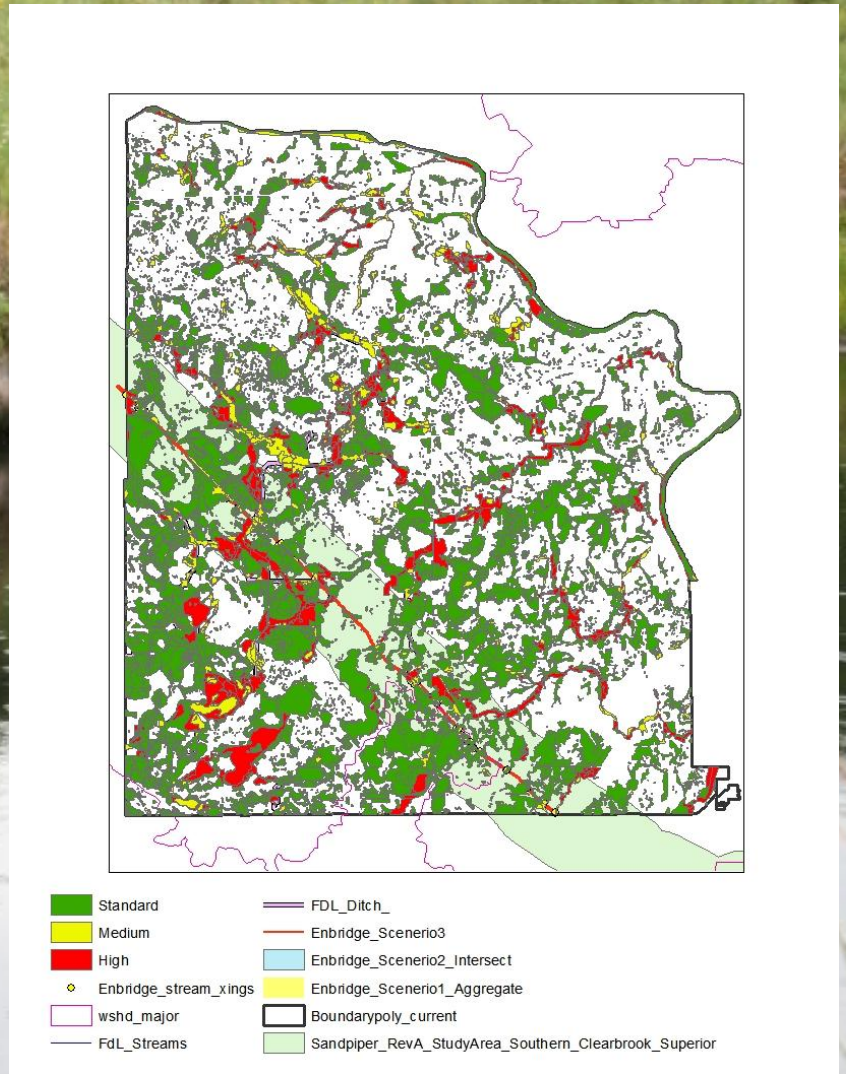 Standard
Medium
High
Enbridge_stream_xings
wshd_major
FdL_Streams
FDL_Ditch_
Enbridge_Scenerio3
Enbridge_Scenerio2_Intersect
Enbridge_Scenerio1_Aggregate
Boundarypoly_current
Sandpiper_RevA_StudyArea_Southern_Clearbrook_Superior